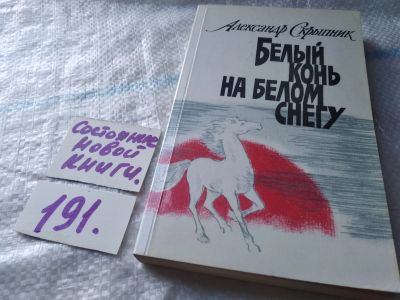 Александр Скрыпник
БЕЛЫЙ
КОНЬ
НА БЕЛОМ
СНЕГУ
Состояние
новой
книги.
191.